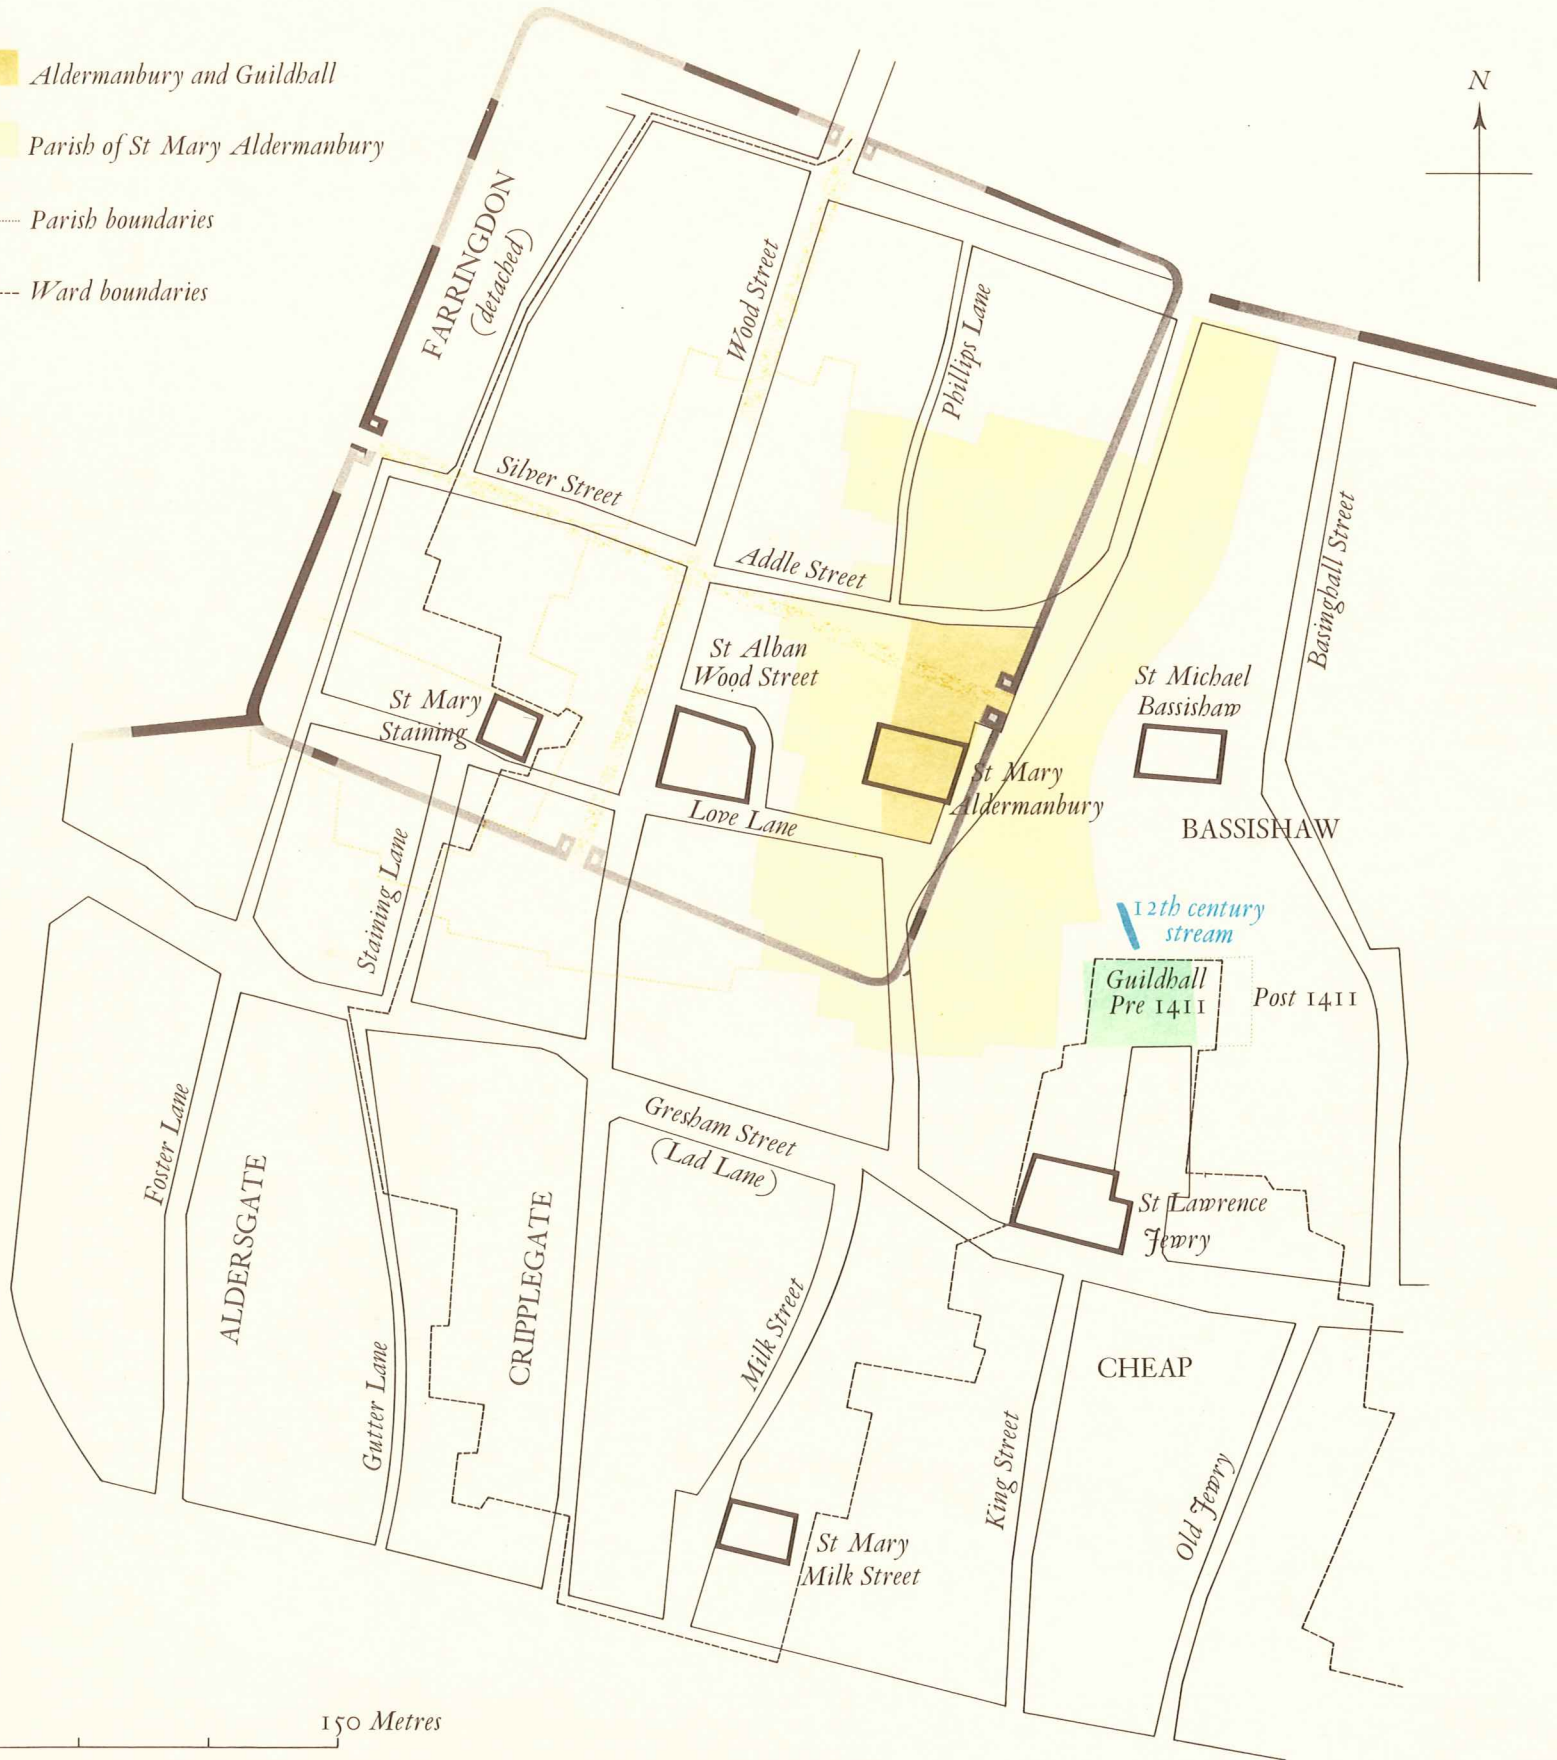 Aldermanbury and Guildhall
Parish of St Mary Aldermanbury
Parish boundaries
Ward boundaries
N
FARRINGDON
(detached)
Wood Street
Phillips Lane
Silver Street
Addle Street
Basinghall Street
St Alban
Wood Street
St Michael
Bassishaw
St Mary
Staining
St Mary
Aldermanbury
Love Lane
BASSISHAW
Staining Lane
12th century
stream
Guildhall
Pre 1411
Post 1411
Foster Lane
Gresham Street
(Lad Lane)
ALDERSGATE
CRIPPLEGATE
St Lawrence
Jewry
Milk Street
Gutter Lane
CHEAP
King Street
Old Jewry
St Mary
Milk Street
150 Metres